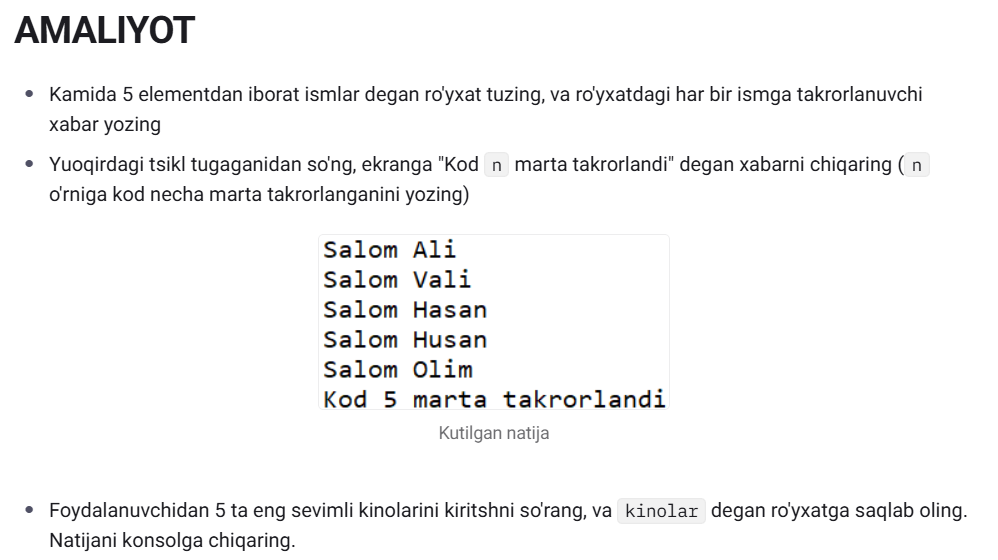 AMALIYOT
Kamida 5 elementdan iborat ismlar degan ro'yxat tuzing, va ro'yxatdagi har bir ismga takrorlanuvchi
xabar yozing
Yuoqirdagi tsikl tugaganidan so'ng, ekranga "Kod n marta takrorlandi" degan xabarni chiqaring ( n
o'rniga kod necha marta takrorlanganini yozing)
Salom Ali
Salom Vali
Salom Hasan
Salom Husan
Salom Olim
Kod 5 marta takrorlandi
Kutilgan natija
Foydalanuvchidan 5 ta eng sevimli kinolarini kiritshni so'rang, va kinolar degan ro'yxatga saqlab oling.
Natijani konsolga chiqaring.